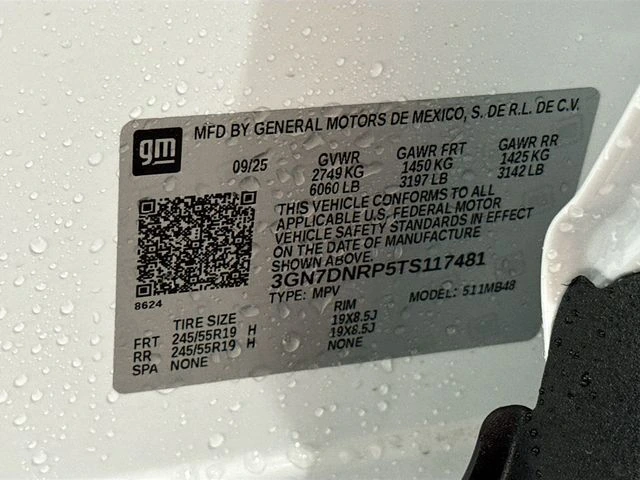 gm
MFD BY GENERAL MOTORS DE MEXICO, S. DE R.L. DE C.V.
09/25 GVWR GAWR FRT GAWR RR
2749 KG 1450 KG 1425 KG
6060 LB 3197 LB 3142 LB
THIS VEHICLE CONFORMS TO ALL
APPLICABLE U.S. FEDERAL MOTOR
VEHICLE SAFETY STANDARDS IN EFFECT
ON THE DATE OF MANUFACTURE
SHOWN ABOVE.
3GN7DNRP5TS117481
TYPE: MPV MODEL: 511MB48
8624
TIRE SIZE RIM
FRT 245/55R19 H 19X8.5J
RR 245/55R19 H 19X8.5J
SPA NONE NONE